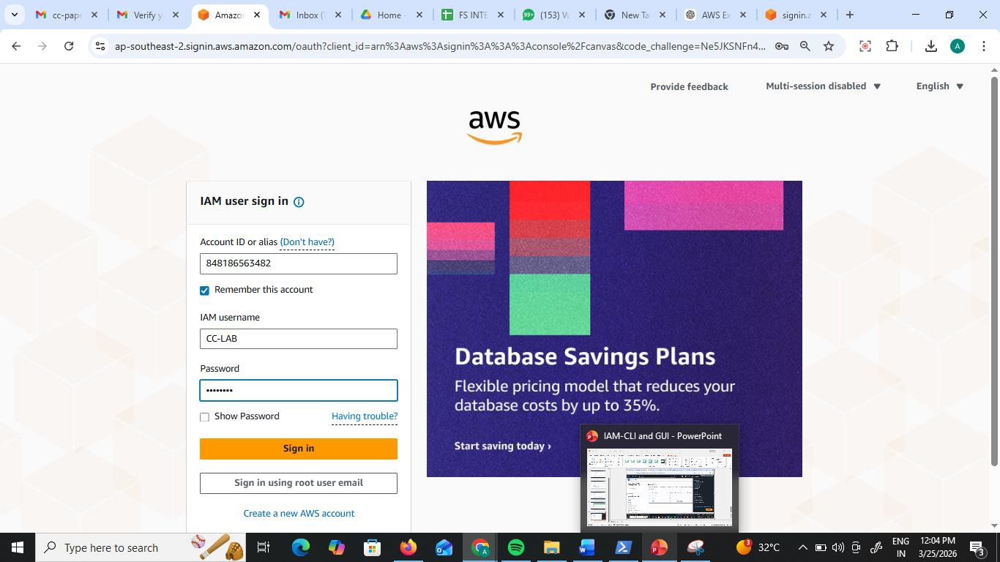 cc-pape
Verify y
Amazo
Inbox (
Home -
FS INTE
99+
(153) W
New Ta
AWS Ex
signin.a
ap-southeast-2.signin.aws.amazon.com/oauth?client_id=arn%3Aaws%3Asignin%3A%3A%3Aconsole%2Fcanvas&code_challenge=Ne5JKSNFn4...
A
Provide feedback
Multi-session disabled
English
aws
IAM user sign in
Account ID or alias (Don't have?)
848186563482
Remember this account
IAM username
CC-LAB
Password
••••••••
Show Password
Having trouble?
Sign in
Sign in using root user email
Create a new AWS account
Database Savings Plans
Flexible pricing model that reduces your
database costs by up to 35%.
Start saving today ›
IAM-CLI and GUI - PowerPoint
Type here to search
3
32°C
ENG
IN
12:04 PM
3/25/2026
3